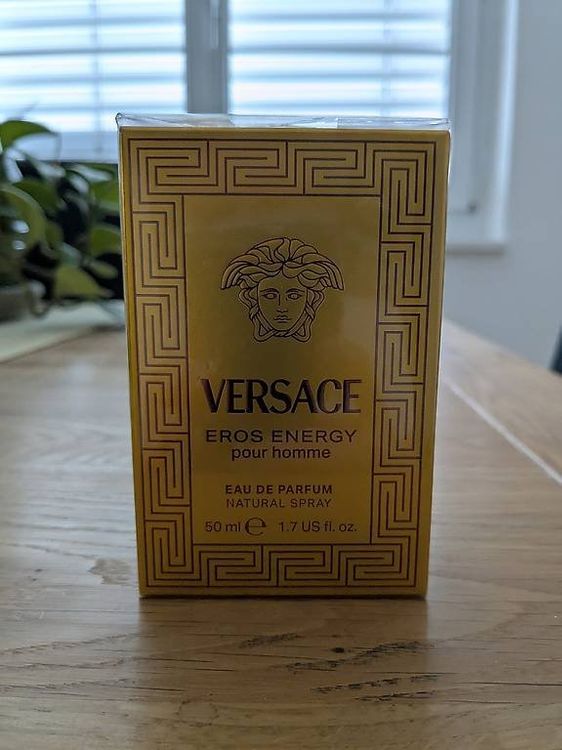 VERSACE
EROS ENERGY
pour homme
EAU DE PARFUM
NATURAL SPRAY
50 ml ℮ 1.7 US fl. oz.